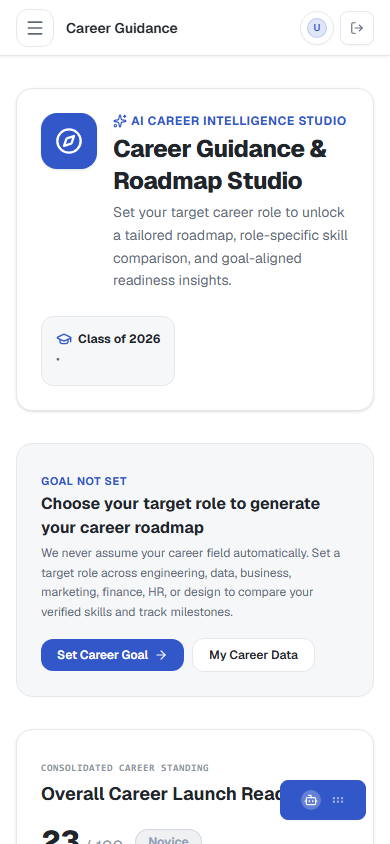 Career Guidance
U
AI CAREER INTELLIGENCE STUDIO
Career Guidance &
Roadmap Studio
Set your target career role to unlock
a tailored roadmap, role-specific skill
comparison, and goal-aligned
readiness insights.
Class of 2026
•
GOAL NOT SET
Choose your target role to generate
your career roadmap
We never assume your career field automatically. Set a
target role across engineering, data, business,
marketing, finance, HR, or design to compare your
verified skills and track milestones.
Set Career Goal →
My Career Data
CONSOLIDATED CAREER STANDING
Overall Career Launch
23 / 100
Novice